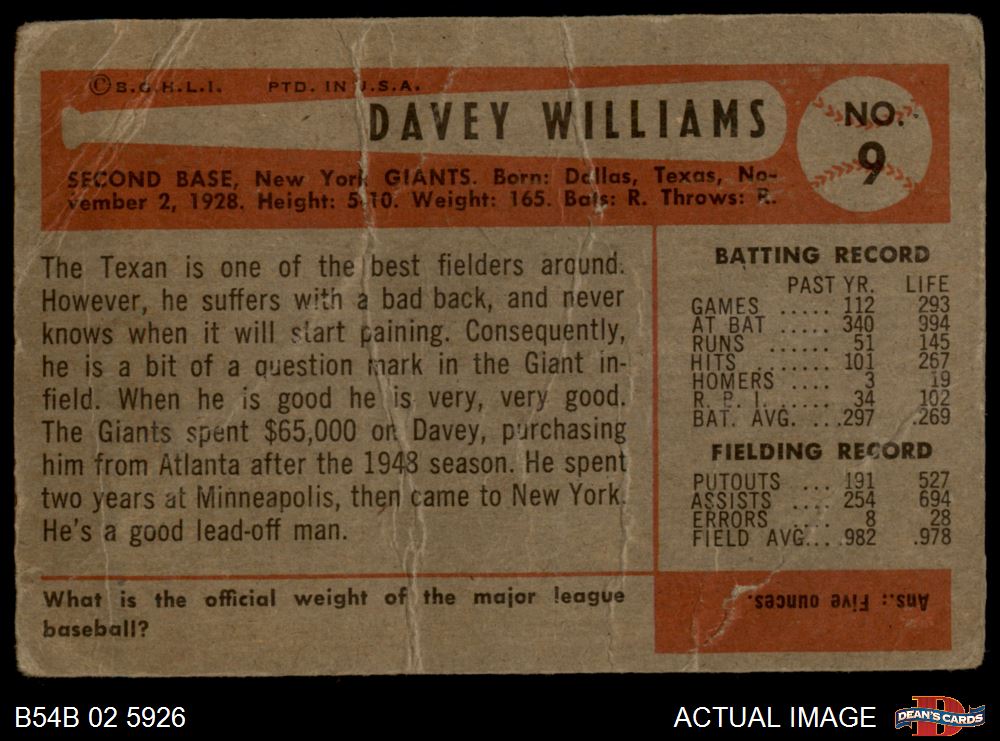 ©B.G.H.L.I. PTD. IN U.S.A.
DAVEY WILLIAMS
NO. 9
SECOND BASE, New York GIANTS. Born: Dallas, Texas, No-
vember 2, 1928. Height: 5-10. Weight: 165. Bats: R. Throws: R.
The Texan is one of the best fielders around.
However, he suffers with a bad back, and never
knows when it will start paining. Consequently,
he is a bit of a question mark in the Giant in-
field. When he is good he is very, very good.
The Giants spent $65,000 on Davey, purchasing
him from Atlanta after the 1948 season. He spent
two years at Minneapolis, then came to New York.
He's a good lead-off man.
What is the official weight of the major league
baseball?
BATTING RECORD
PAST YR. LIFE
GAMES ..... 112 293
AT BAT ..... 340 994
RUNS ...... 51 145
HITS ....... 101 267
HOMERS .... 3 19
R. P. I. ...... 34 102
BAT. AVG. ...297 .269
FIELDING RECORD
PUTOUTS ... 191 527
ASSISTS .... 254 694
ERRORS ..... 8 28
FIELD AVG... .982 .978
Ans.: Five ounces.
B54B 02 5926
ACTUAL IMAGE
D
DEAN'S CARDS